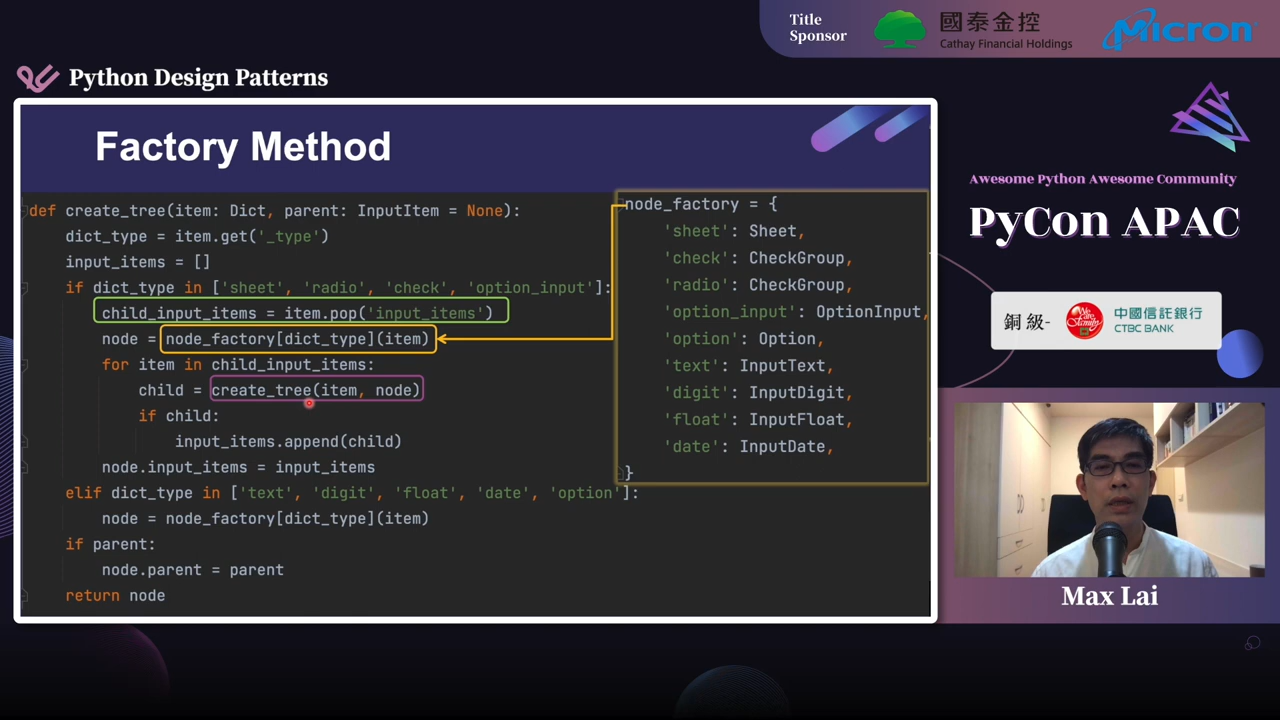 Title
Sponsor
國泰金控
Cathay Financial Holdings
Micron
Python Design Patterns
Factory Method
def create_tree(item: Dict, parent: InputItem = None):
    dict_type = item.get('_type')
    input_items = []
    if dict_type in ['sheet', 'radio', 'check', 'option_input']:
        child_input_items = item.pop('input_items')
        node = node_factory[dict_type](item)
        for item in child_input_items:
            child = create_tree(item, node)
            if child:
                input_items.append(child)
        node.input_items = input_items
    elif dict_type in ['text', 'digit', 'float', 'date', 'option']:
        node = node_factory[dict_type](item)
    if parent:
        node.parent = parent
    return node
node_factory = {
    'sheet': Sheet,
    'check': CheckGroup,
    'radio': CheckGroup,
    'option_input': OptionInput,
    'option': Option,
    'text': InputText,
    'digit': InputDigit,
    'float': InputFloat,
    'date': InputDate,
}
Awesome Python Awesome Community
PyCon APAC
銅級-
We are family
中國信託銀行
CTBC BANK
Max Lai